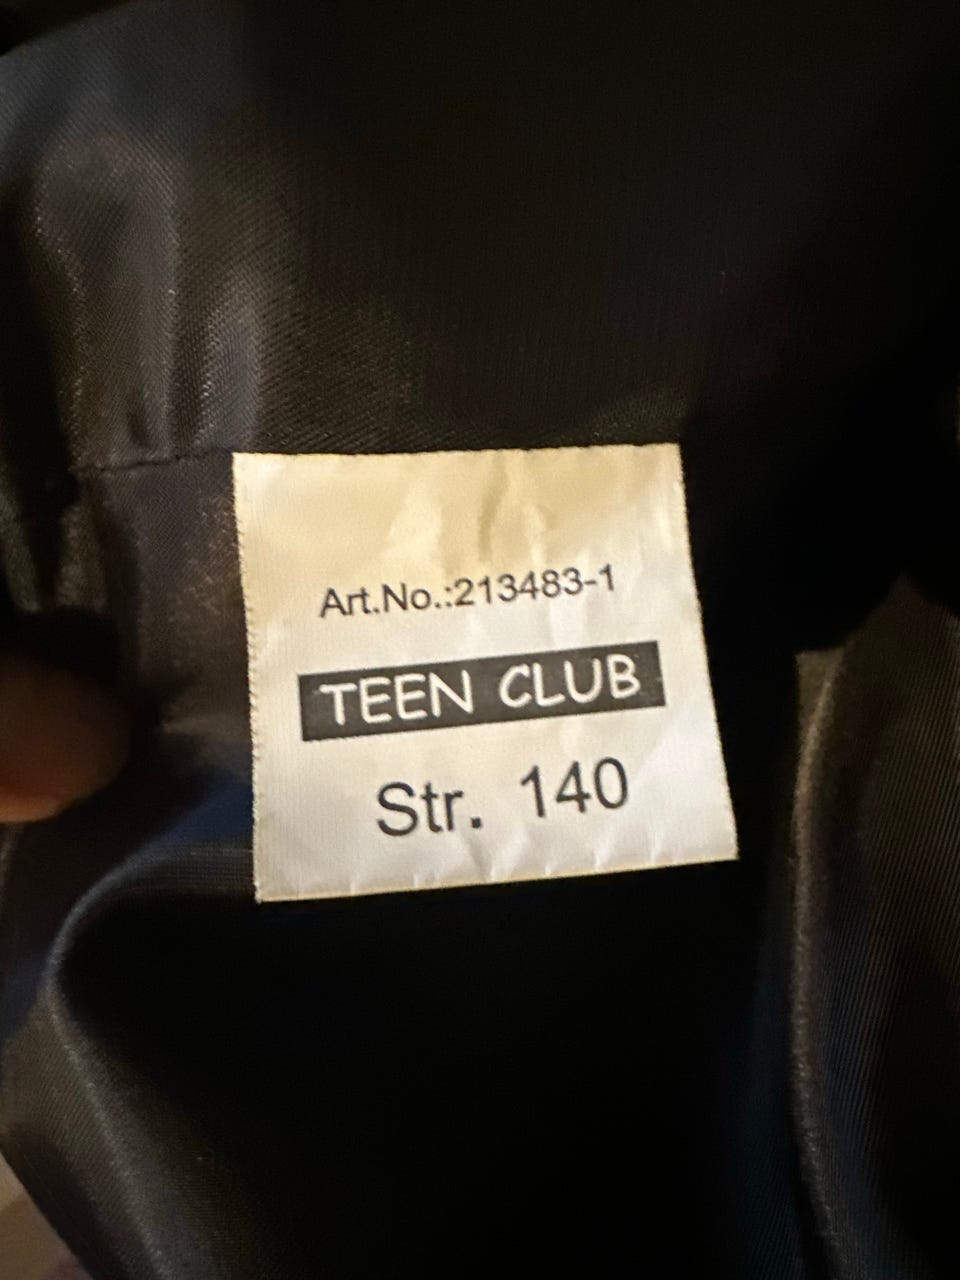 Art.No.:213483-1
TEEN CLUB
Str. 140